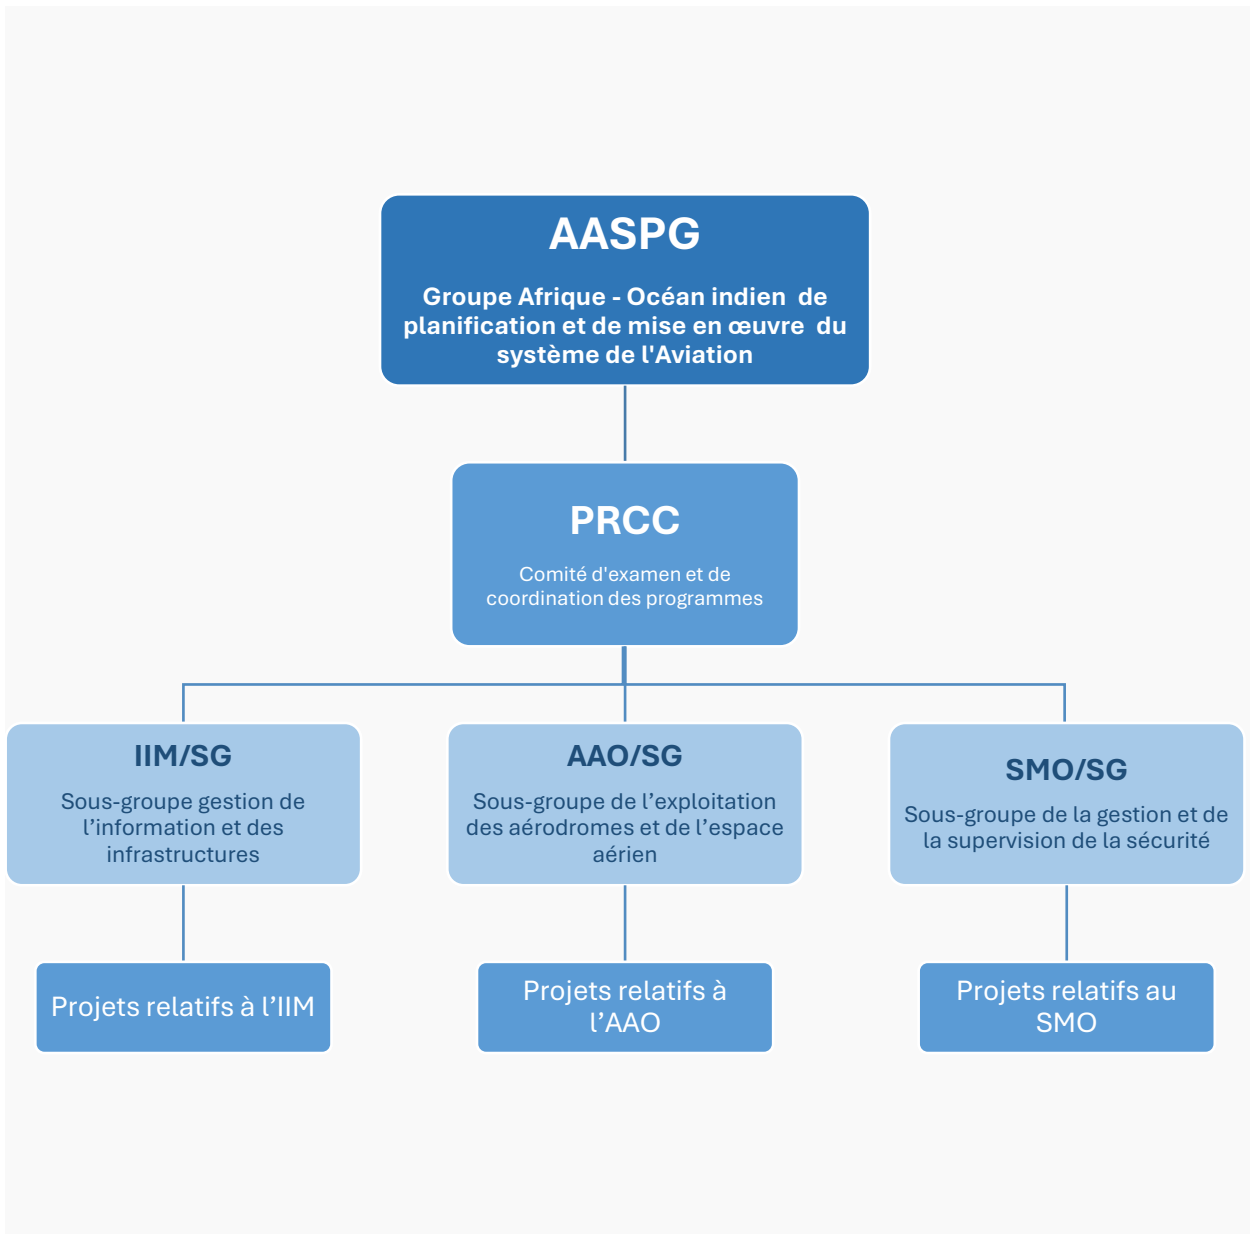 AASPG
Groupe Afrique - Océan indien  de
planification et de mise en œuvre  du
système de l'Aviation
PRCC
Comité d'examen et de
coordination des programmes
IIM/SG
Sous-groupe gestion de
l’information et des
infrastructures
AAO/SG
Sous-groupe de l’exploitation
des aérodromes et de l’espace
aérien
SMO/SG
Sous-groupe de la gestion et de
la supervision de la sécurité
Projets relatifs à l’IIM
Projets relatifs à
l’AAO
Projets relatifs au
SMO